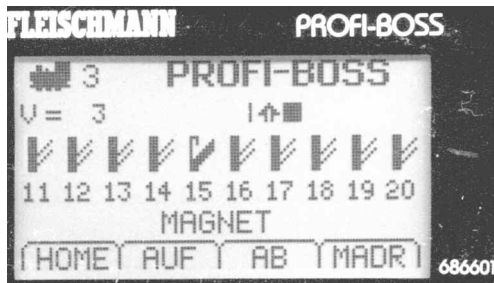 FLEISCHMANN PROFI-BOSS
3 PROFI-BOSS
V = 3
11 12 13 14 15 16 17 18 19 20
MAGNET
HOME AUF AB MADR
686601